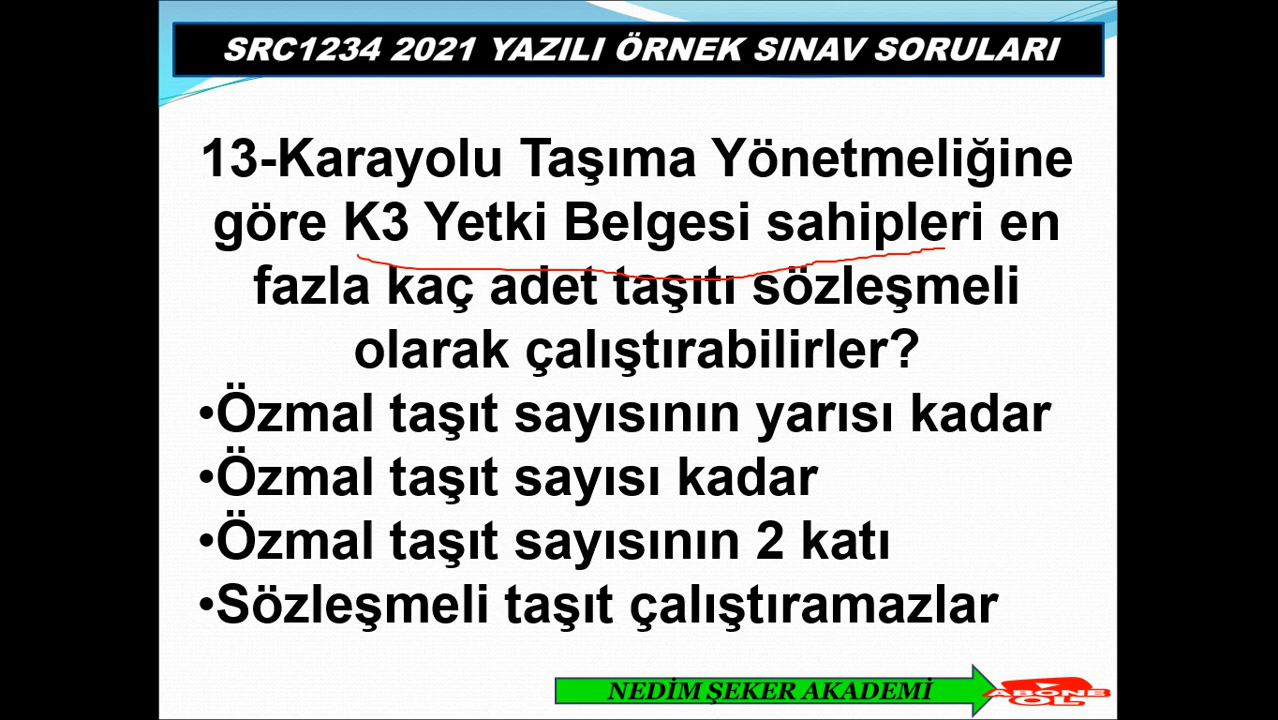 SRC1234 2021 YAZILI ÖRNEK SINAV SORULARI
13-Karayolu Taşıma Yönetmeliğine
göre K3 Yetki Belgesi sahipleri en
fazla kaç adet taşıtı sözleşmeli
olarak çalıştırabilirler?
•Özmal taşıt sayısının yarısı kadar
•Özmal taşıt sayısı kadar
•Özmal taşıt sayısının 2 katı
•Sözleşmeli taşıt çalıştıramazlar
NEDİM ŞEKER AKADEMİ
ABONE
OL